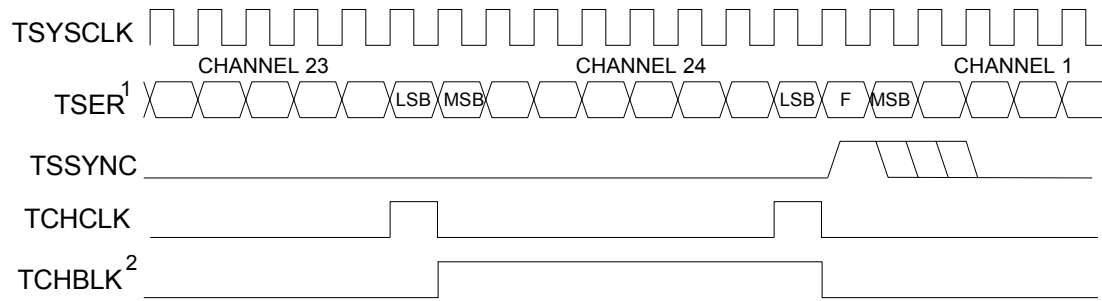 TSYSCLK
CHANNEL 23 CHANNEL 24 CHANNEL 1
TSER1 LSB MSB LSB F MSB
TSSYNC
TCHCLK
TCHBLK2